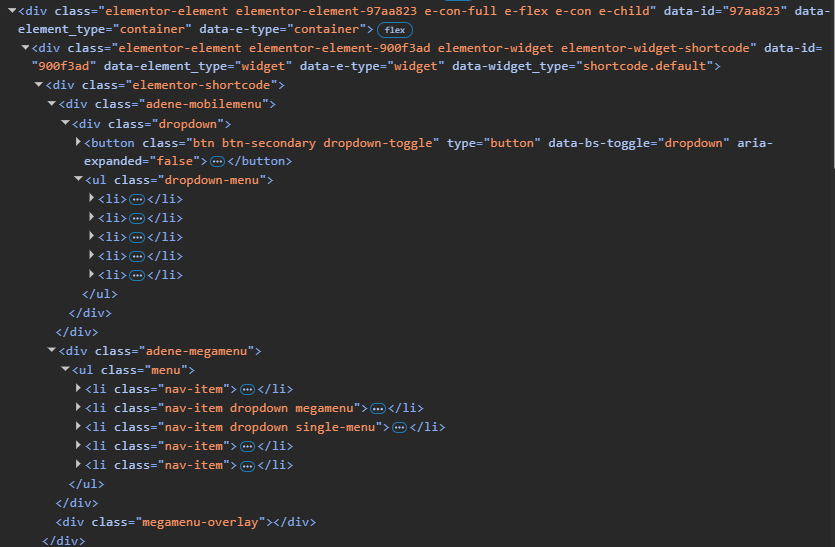 <div class="elementor-element elementor-element-97aa823 e-con-full e-flex e-con e-child" data-id="97aa823" data-
element_type="container" data-e-type="container"> flex
<div class="elementor-element elementor-element-900f3ad elementor-widget elementor-widget-shortcode" data-id=
"900f3ad" data-element_type="widget" data-e-type="widget" data-widget_type="shortcode.default">
<div class="elementor-shortcode">
<div class="adene-mobilemenu">
<div class="dropdown">
<button class="btn btn-secondary dropdown-toggle" type="button" data-bs-toggle="dropdown" aria-
expanded="false">…</button>
<ul class="dropdown-menu">
<li>…</li>
<li>…</li>
<li>…</li>
<li>…</li>
<li>…</li>
</ul>
</div>
</div>
<div class="adene-megamenu">
<ul class="menu">
<li class="nav-item">…</li>
<li class="nav-item dropdown megamenu">…</li>
<li class="nav-item dropdown single-menu">…</li>
<li class="nav-item">…</li>
<li class="nav-item">…</li>
</ul>
</div>
<div class="megamenu-overlay"></div>
</div>